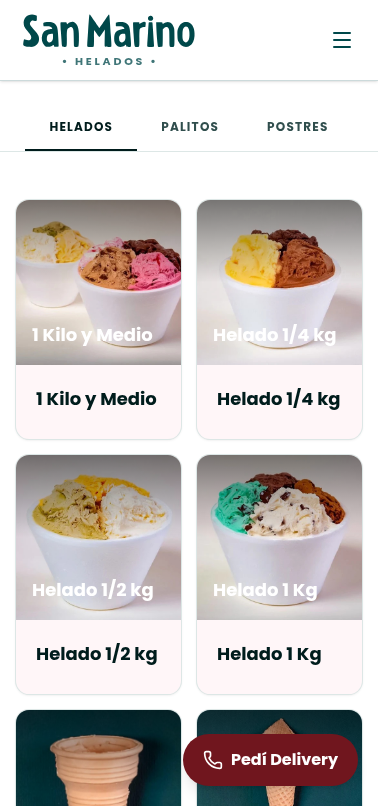 San Marino
• HELADOS •
HELADOS
PALITOS
POSTRES
1 Kilo y Medio
Helado 1/4 kg
1 Kilo y Medio
Helado 1/4 kg
Helado 1/2 kg
Helado 1 Kg
Helado 1/2 kg
Helado 1 Kg
Pedí Delivery